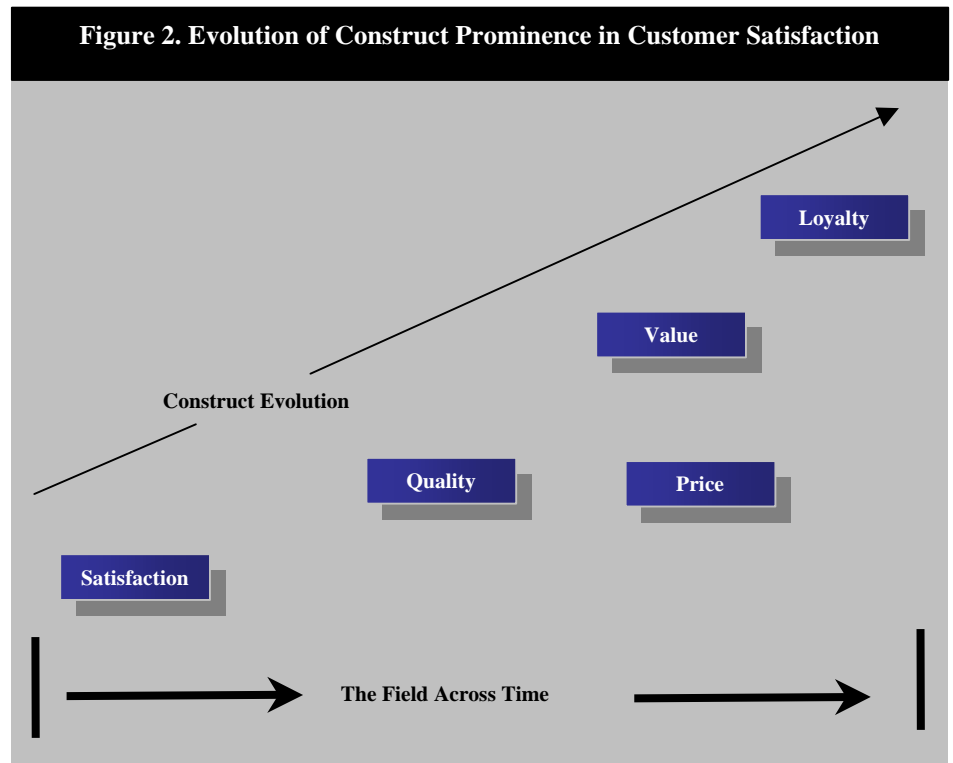 Figure 2. Evolution of Construct Prominence in Customer Satisfaction
Loyalty
Value
Construct Evolution
Quality
Price
Satisfaction
The Field Across Time